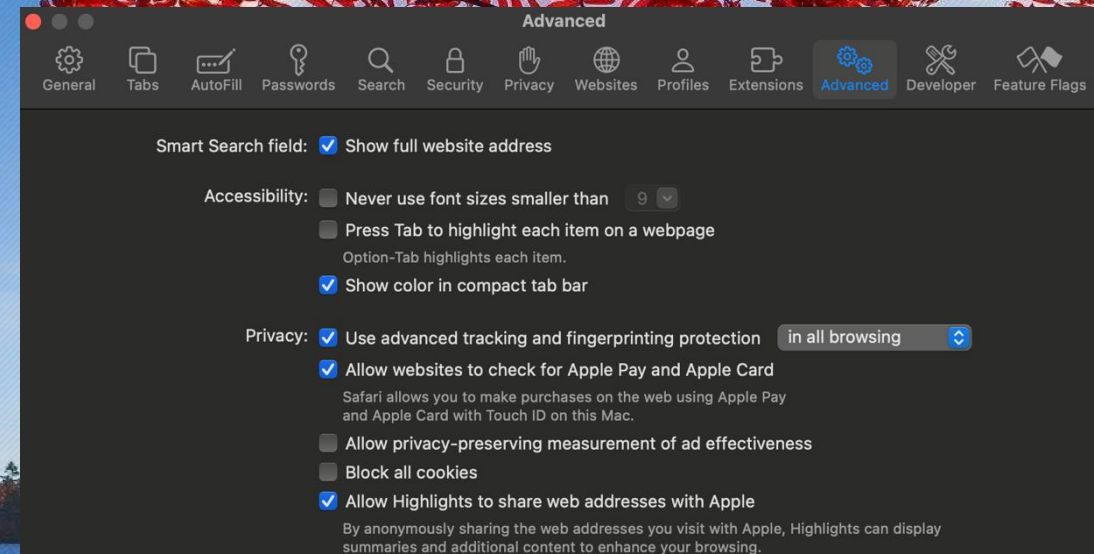 Advanced
General Tabs AutoFill Passwords Search Security Privacy Websites Profiles Extensions Advanced Developer Feature Flags
Smart Search field: Show full website address
Accessibility: Never use font sizes smaller than 9
Press Tab to highlight each item on a webpage
Option-Tab highlights each item.
Show color in compact tab bar
Privacy: Use advanced tracking and fingerprinting protection in all browsing
Allow websites to check for Apple Pay and Apple Card
Safari allows you to make purchases on the web using Apple Pay
and Apple Card with Touch ID on this Mac.
Allow privacy-preserving measurement of ad effectiveness
Block all cookies
Allow Highlights to share web addresses with Apple
By anonymously sharing the web addresses you visit with Apple, Highlights can display
summaries and additional content to enhance your browsing.